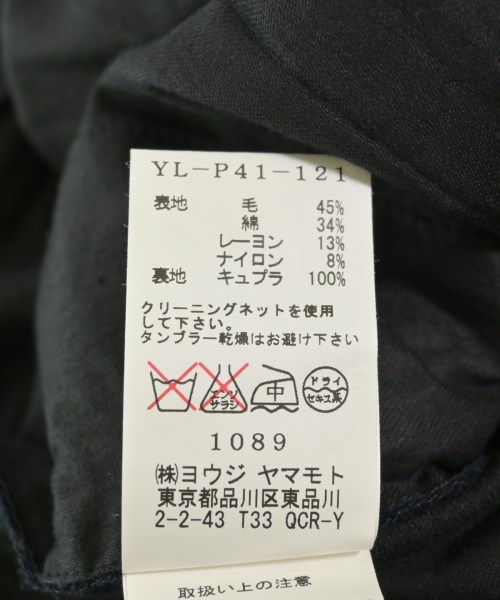 YL-P41-121
表地 毛 45%
綿 34%
レーヨン 13%
ナイロン 8%
裏地 キュプラ 100%
クリーニングネットを使用
して下さい。
タンブラー乾燥はお避け下さい
エンソ
サラシ
中
ドライ
セキユ系
1089
㈱ヨウジ ヤマモト
東京都品川区東品川
2-2-43 T33 QCR-Y
取扱い上の注意